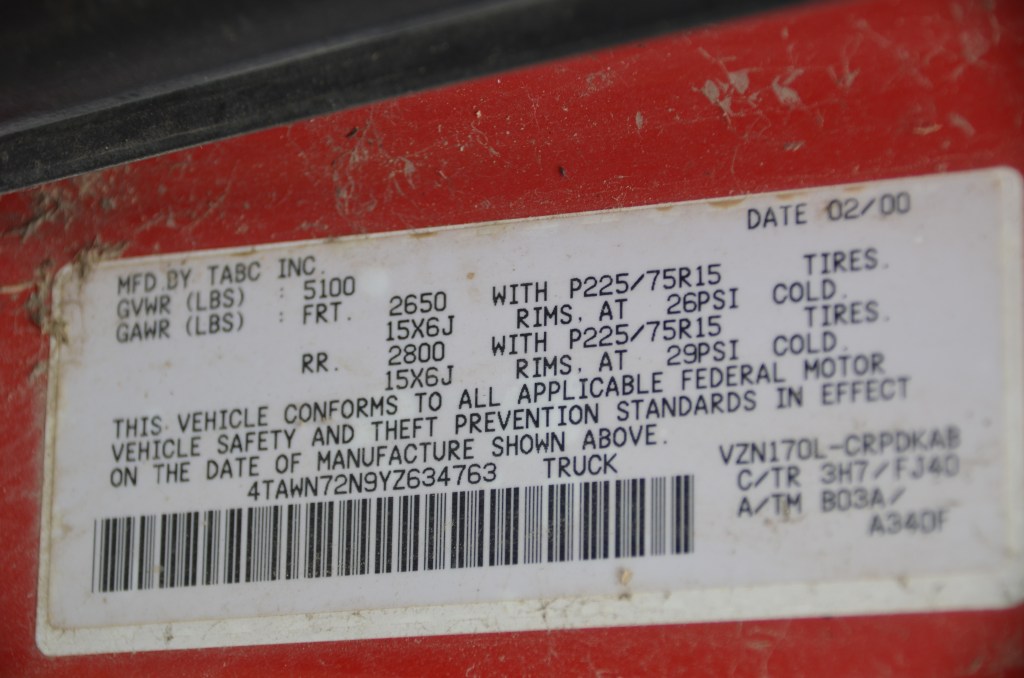 DATE 02/00
MFD.BY TABC INC.
GVWR (LBS) : 5100
GAWR (LBS) : FRT. 2650 WITH P225/75R15 TIRES.
15X6J RIMS. AT 26PSI COLD.
RR. 2800 WITH P225/75R15 TIRES.
15X6J RIMS. AT 29PSI COLD.
THIS VEHICLE CONFORMS TO ALL APPLICABLE FEDERAL MOTOR
VEHICLE SAFETY AND THEFT PREVENTION STANDARDS IN EFFECT
ON THE DATE OF MANUFACTURE SHOWN ABOVE.
4TAWN72N9YZ634763 TRUCK
VZN170L-CRPDKAB
C/TR 3H7/FJ40
A/TM B03A/
A340F